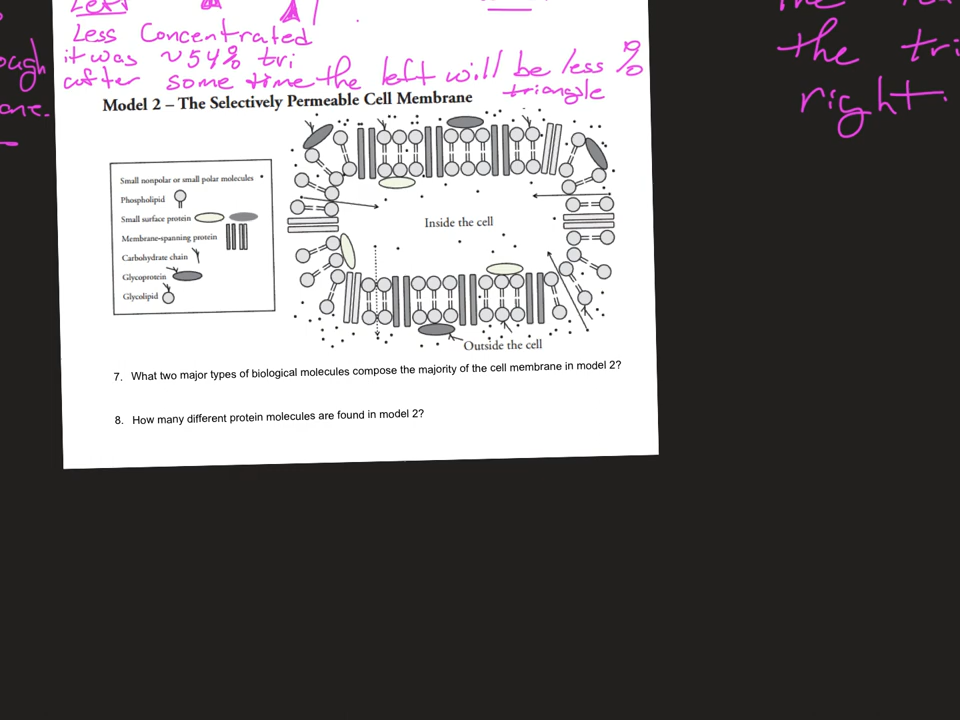 Left
Less Concentrated
it was ~54% tri
after some time the left will be less %
triangle
the tri
right.
Model 2 – The Selectively Permeable Cell Membrane
Small nonpolar or small polar molecules
Phospholipid
Small surface protein
Membrane-spanning protein
Carbohydrate chain
Glycoprotein
Glycolipid
Inside the cell
Outside the cell
7. What two major types of biological molecules compose the majority of the cell membrane in model 2?
8. How many different protein molecules are found in model 2?